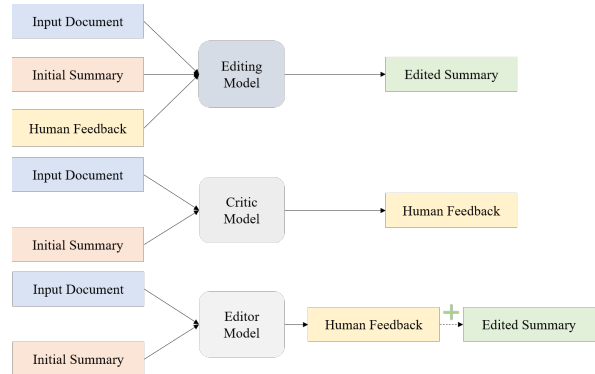 Input Document
Initial Summary
Human Feedback
Editing
Model
Edited Summary
Input Document
Initial Summary
Critic
Model
Human Feedback
Input Document
Initial Summary
Editor
Model
Human Feedback
+
Edited Summary